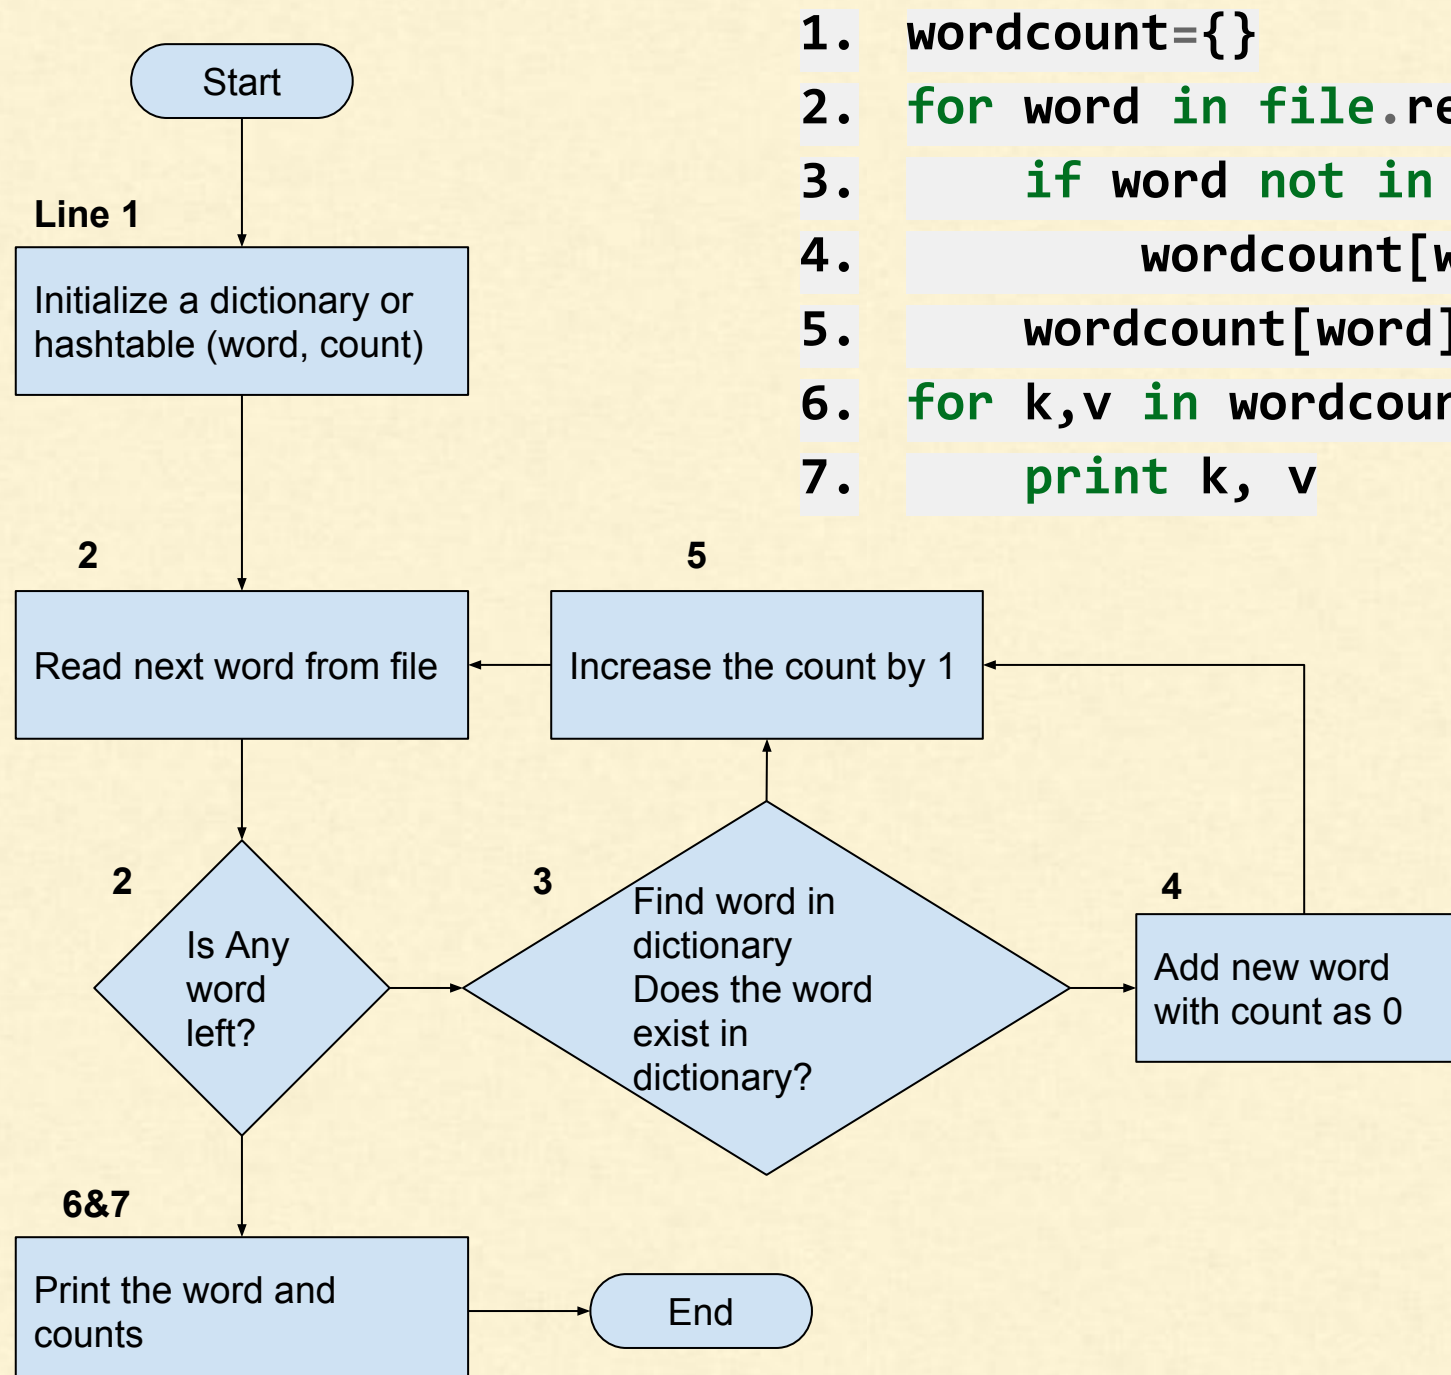 Start
1. wordcount={}
2. for word in file.
3. if word not in
4. wordcount[
5. wordcount[word]
6. for k,v in
7. print k, v
Line 1
Initialize a dictionary or
hashtable (word, count)
2
Read next word from file
5
Increase the count by 1
2
Is Any
word
left?
3
Find word in
dictionary
Does the word
exist in
dictionary?
4
Add new word
with count as 0
6&7
Print the word and
counts
End